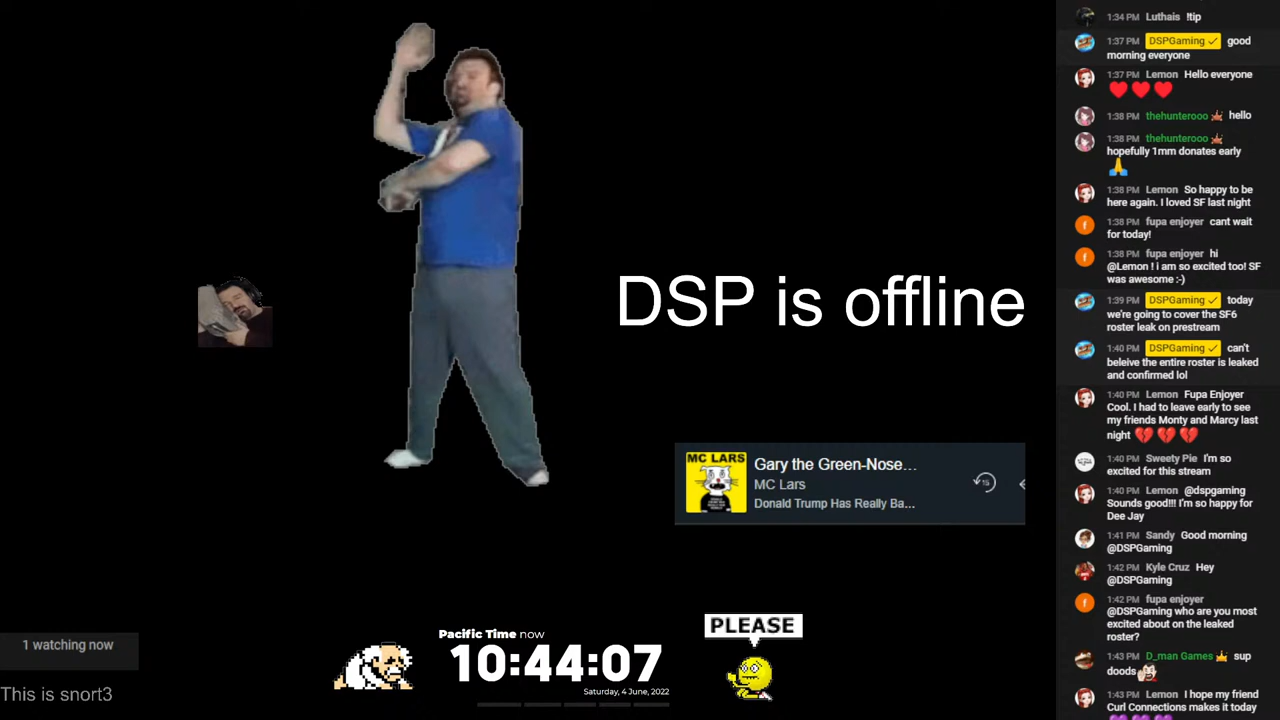 DSP is offline
MC LARS
Gary the Green-Nose...
MC Lars
Donald Trump Has Really Ba...
15
PLEASE
Pacific Time now
10:44:07
Saturday, 4 June, 2022
1 watching now
This is snort3
1:34 PM Luthais !tip
1:37 PM DSPGaming ✓ good
morning everyone
1:37 PM Lemon Hello everyone
❤❤❤
1:38 PM thehunterooo hello
1:38 PM thehunterooo
hopefully 1mm donates early
🙏
1:38 PM Lemon So happy to be
here again. I loved SF last night
1:38 PM fupa enjoyer cant wait
for today!
1:38 PM fupa enjoyer hi
@Lemon ! i am so excited too! SF
was awesome :-)
1:39 PM DSPGaming ✓ today
we're going to cover the SF6
roster leak on prestream
1:40 PM DSPGaming ✓ can't
beleive the entire roster is leaked
and confirmed lol
1:40 PM Lemon Fupa Enjoyer
Cool. I had to leave early to see
my friends Monty and Marcy last
night 💔💔💔
1:40 PM Sweety Pie I'm so
excited for this stream
1:40 PM Lemon @dspgaming
Sounds good!!! I'm so happy for
Dee Jay
1:41 PM Sandy Good morning
@DSPGaming
1:42 PM Kyle Cruz Hey
@DSPGaming
f
1:42 PM fupa enjoyer
@DSPGaming who are you most
excited about on the leaked
roster?
1:43 PM D_man Games sup
doods
1:43 PM Lemon I hope my friend
Curl Connections makes it today